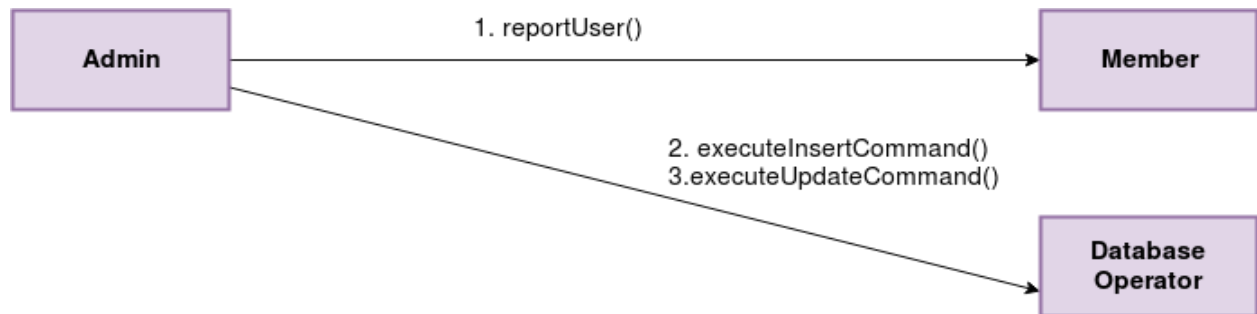 1. reportUser()
Admin
Member
2. executeInsertCommand()
3.executeUpdateCommand()
Database
Operator